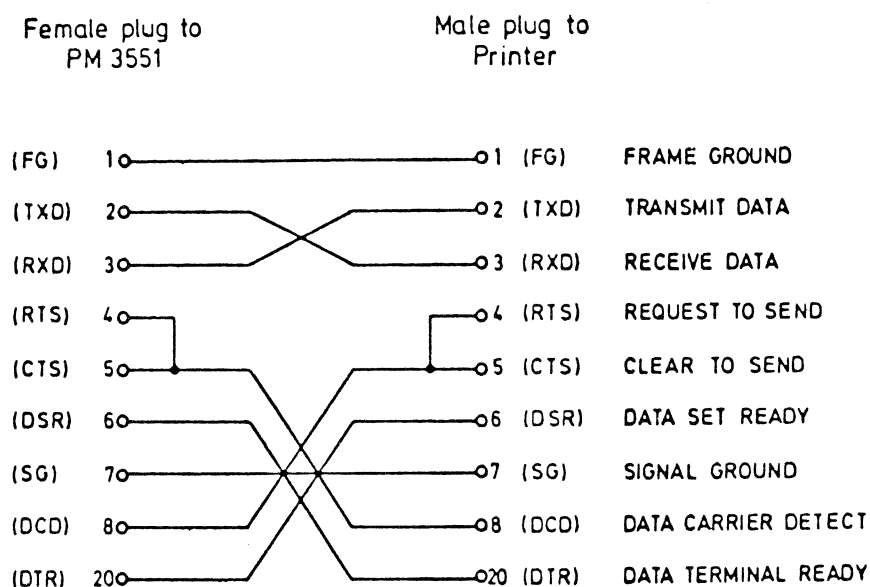 Female plug to
PM 3551
Male plug to
Printer
(FG) 1 1 (FG) FRAME GROUND
(TXD) 2 2 (TXD) TRANSMIT DATA
(RXD) 3 3 (RXD) RECEIVE DATA
(RTS) 4 4 (RTS) REQUEST TO SEND
(CTS) 5 5 (CTS) CLEAR TO SEND
(DSR) 6 6 (DSR) DATA SET READY
(SG) 7 7 (SG) SIGNAL GROUND
(DCD) 8 8 (DCD) DATA CARRIER DETECT
(DTR) 20 20 (DTR) DATA TERMINAL READY